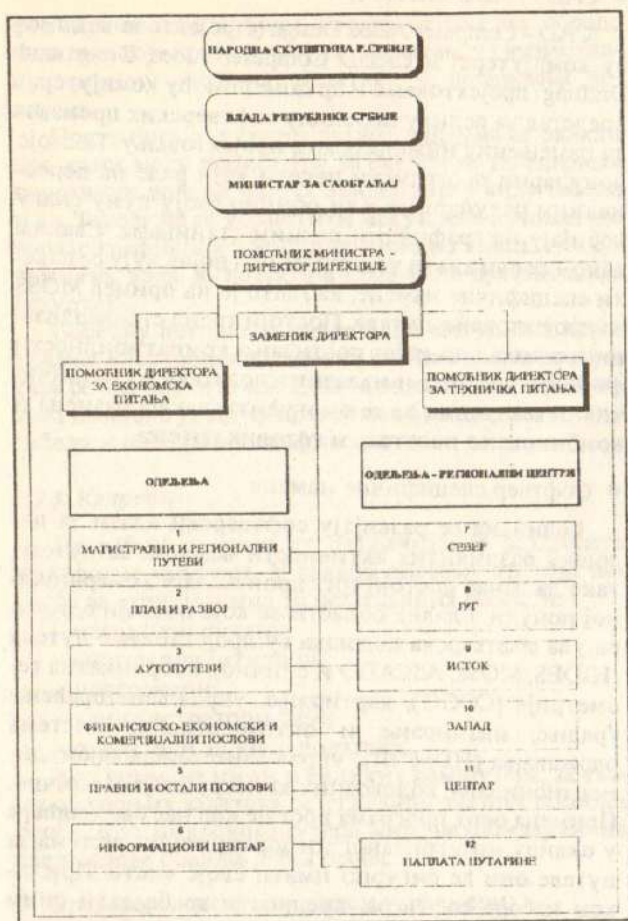 НАРОДНА СКУПШТИНА Р.СРБИЈЕ
ВЛАДА РЕПУБЛИКЕ СРБИЈЕ
МИНИСТАР ЗА САОБРАЋАЈ
ПОМОЋНИК МИНИСТРА -
ДИРЕКТОР ДИРЕКЦИЈЕ
ЗАМЕНИК ДИРЕКТОРА
ПОМОЋНИК ДИРЕКТОРА
ЗА ЕКОНОМСКА
ПИТАЊА
ПОМОЋНИК ДИРЕКТОРА
ЗА ТЕХНИЧКА ПИТАЊА
ОДЕЉЕЊА
1
МАГИСТРАЛНИ И РЕГИОНАЛНИ
ПУТЕВИ
2
ПЛАН И РАЗВОЈ
3
АУТОПУТЕВИ
4
ФИНАНСИЈСКО-ЕКОНОМСКИ И
КОМЕРЦИЈАЛНИ ПОСЛОВИ
5
ПРАВНИ И ОСТАЛИ ПОСЛОВИ
6
ИНФОРМАЦИОНИ ЦЕНТАР
ОДЕЉЕЊА - РЕГИОНАЛНИ ЦЕНТРИ
7
СЕВЕР
8
ЈУГ
9
ИСТОК
10
ЗАПАД
11
ЦЕНТАР
12
НАПЛАТА ПУТАРИНЕ